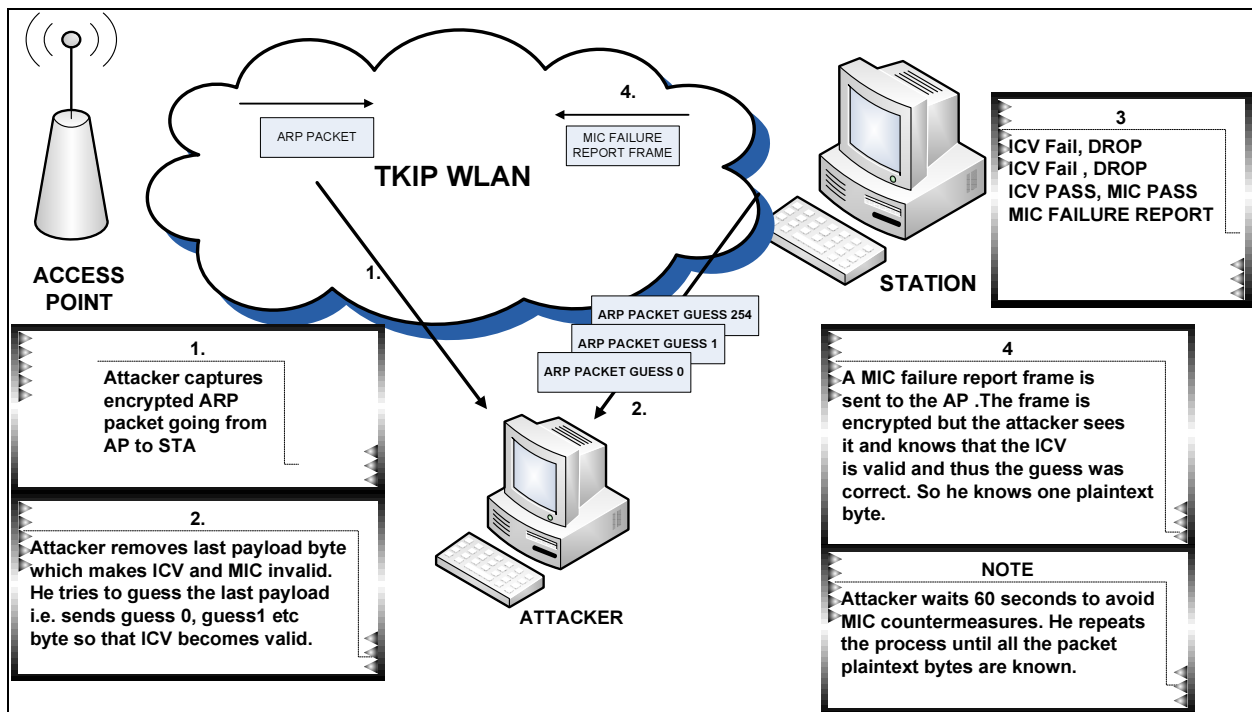 4.
ARP PACKET
MIC FAILURE
REPORT FRAME
TKIP WLAN
ACCESS
POINT
1.
STATION
3
ICV Fail, DROP
ICV Fail , DROP
ICV PASS, MIC PASS
MIC FAILURE REPORT
ARP PACKET GUESS 254
ARP PACKET GUESS 1
ARP PACKET GUESS 0
2.
ATTACKER
1.
Attacker captures
encrypted ARP
packet going from
AP to STA
2.
Attacker removes last payload byte
which makes ICV and MIC invalid.
He tries to guess the last payload
i.e. sends guess 0, guess1 etc
byte so that ICV becomes valid.
4
A MIC failure report frame is
sent to the AP .The frame is
encrypted but the attacker sees
it and knows that the ICV
is valid and thus the guess was
correct. So he knows one plaintext
byte.
NOTE
Attacker waits 60 seconds to avoid
MIC countermeasures. He repeats
the process until all the packet
plaintext bytes are known.